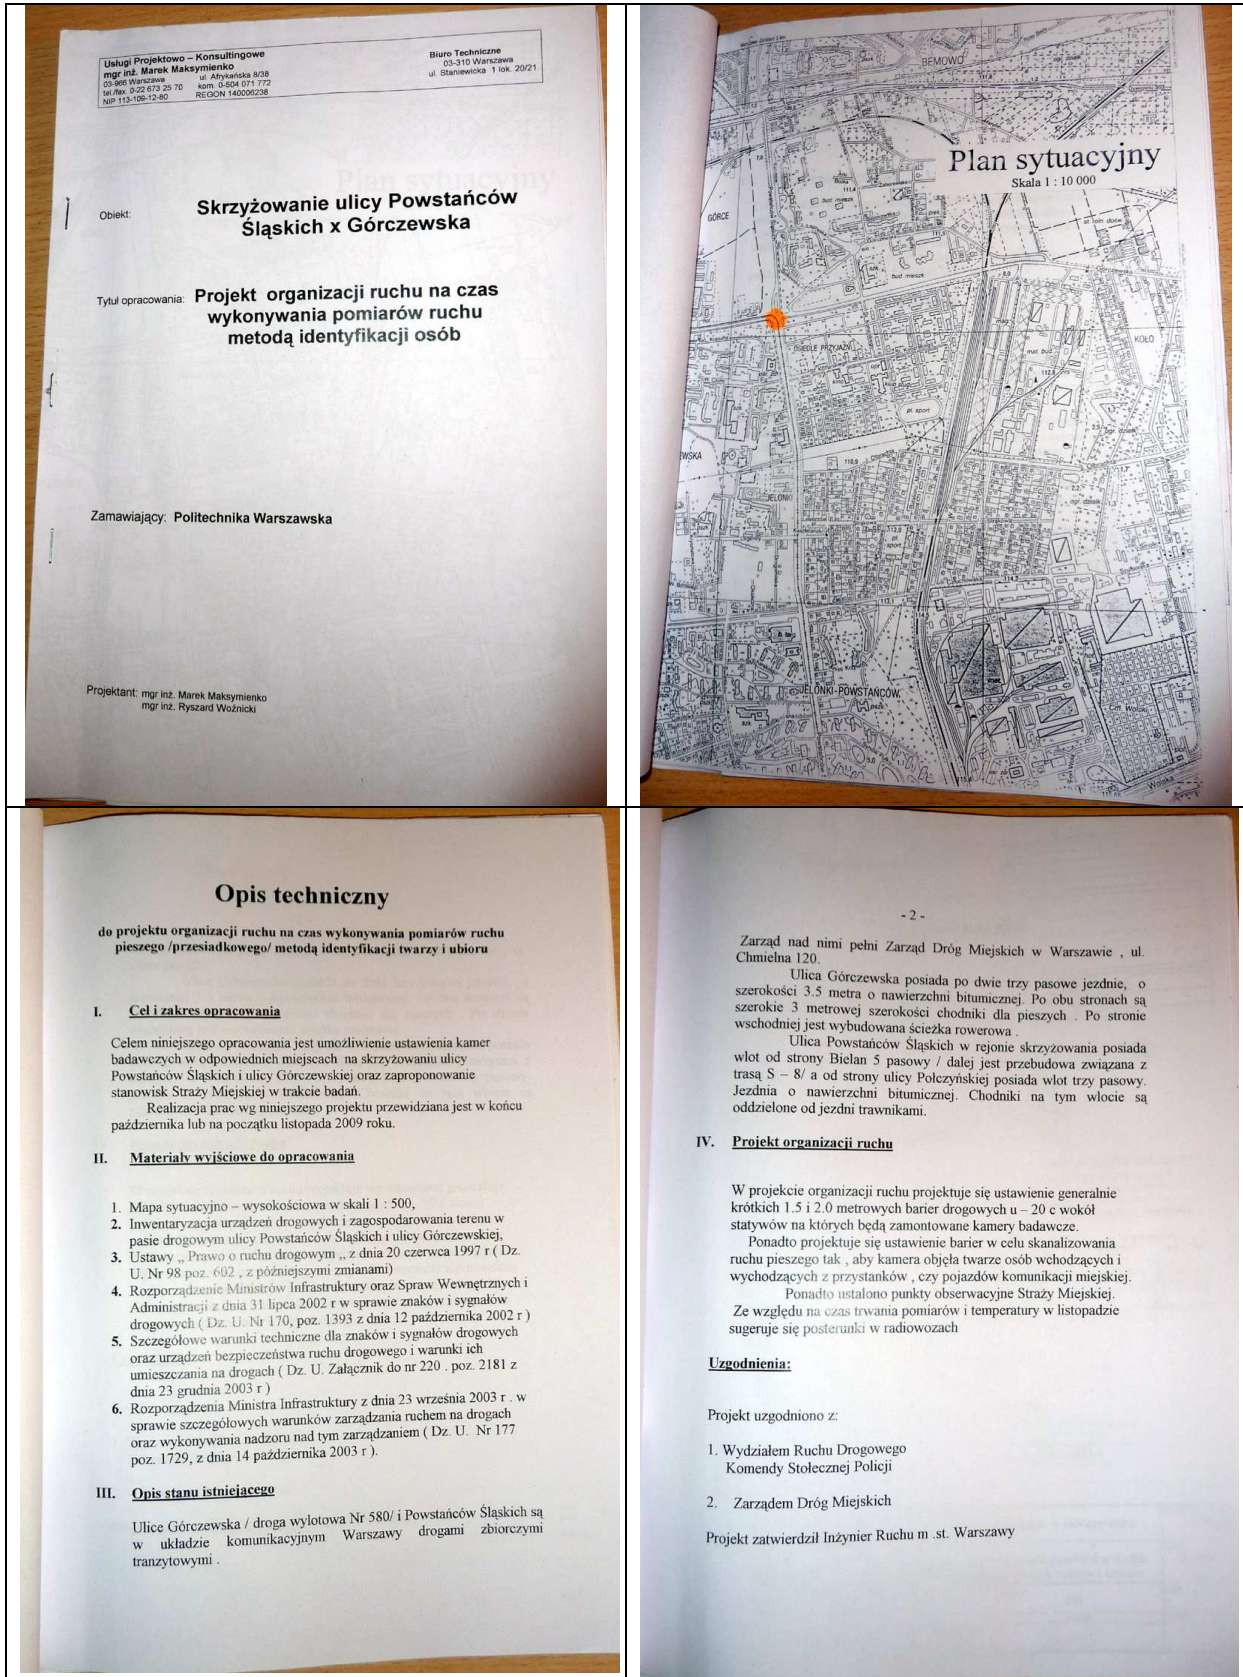 Usługi Projektowo – Konsultingowe
mgr inż. Marek Maksymienko
03-966 Warszawa ul. Afrykańska 8/38
tel./fax. 0-22 673 25 70 kom. 0-504 071 772
NIP 113-109-12-80 REGON 140006238
Biuro Techniczne
03-310 Warszawa
ul. Staniewicka 1 lok. 20/21
Obiekt: Skrzyżowanie ulicy Powstańców
Śląskich x Górczewska
Tytuł opracowania: Projekt organizacji ruchu na czas
wykonywania pomiarów ruchu
metodą identyfikacji osób
Zamawiający: Politechnika Warszawska
Projektant: mgr inż. Marek Maksymienko
mgr inż. Ryszard Woźnicki
BEMOWO
Plan sytuacyjny
Skala 1 : 10 000
GÓRCE
bud. mieszk.
OSIEDLE PRZYJAŹŃ
KOŁO
mat. bud.
pl. sport
JELONKI
JELONKI-POWSTAŃCÓW
Cm. Wolski
Wolska
Opis techniczny
do projektu organizacji ruchu na czas wykonywania pomiarów ruchu
pieszego /przesiadkowego/ metodą identyfikacji twarzy i ubioru
I. Cel i zakres opracowania
Celem niniejszego opracowania jest umożliwienie ustawienia kamer
badawczych w odpowiednich miejscach na skrzyżowaniu ulicy
Powstańców Śląskich i ulicy Górczewskiej oraz zaproponowanie
stanowisk Straży Miejskiej w trakcie badań.
Realizacja prac wg niniejszego projektu przewidziana jest w końcu
października lub na początku listopada 2009 roku.
II. Materiały wyjściowe do opracowania
1. Mapa sytuacyjno – wysokościowa w skali 1 : 500,
2. Inwentaryzacja urządzeń drogowych i zagospodarowania terenu w
pasie drogowym ulicy Powstańców Śląskich i ulicy Górczewskiej,
3. Ustawy „ Prawo o ruchu drogowym „ z dnia 20 czerwca 1997 r ( Dz.
U. Nr 98 poz. 602 , z późniejszymi zmianami)
4. Rozporządzenie Ministrów Infrastruktury oraz Spraw Wewnętrznych i
Administracji z dnia 31 lipca 2002 r w sprawie znaków i sygnałów
drogowych ( Dz. U. Nr 170, poz. 1393 z dnia 12 października 2002 r )
5. Szczegółowe warunki techniczne dla znaków i sygnałów drogowych
oraz urządzeń bezpieczeństwa ruchu drogowego i warunki ich
umieszczania na drogach ( Dz. U. Załącznik do nr 220 . poz. 2181 z
dnia 23 grudnia 2003 r )
6. Rozporządzenia Ministra Infrastruktury z dnia 23 września 2003 r . w
sprawie szczegółowych warunków zarządzania ruchem na drogach
oraz wykonywania nadzoru nad tym zarządzaniem ( Dz. U. Nr 177
poz. 1729, z dnia 14 października 2003 r ).
III. Opis stanu istniejącego
Ulice Górczewska / droga wylotowa Nr 580/ i Powstańców Śląskich są
w układzie komunikacyjnym Warszawy drogami zbiorczymi
tranzytowymi .
- 2 -
Zarząd nad nimi pełni Zarząd Dróg Miejskich w Warszawie , ul.
Chmielna 120.
Ulica Górczewska posiada po dwie trzy pasowe jezdnie, o
szerokości 3.5 metra o nawierzchni bitumicznej. Po obu stronach są
szerokie 3 metrowej szerokości chodniki dla pieszych . Po stronie
wschodniej jest wybudowana ścieżka rowerowa .
Ulica Powstańców Śląskich w rejonie skrzyżowania posiada
wlot od strony Bielan 5 pasowy / dalej jest przebudowa związana z
trasą S – 8/ a od strony ulicy Połczyńskiej posiada wlot trzy pasowy.
Jezdnia o nawierzchni bitumicznej. Chodniki na tym wlocie są
oddzielone od jezdni trawnikami.
IV. Projekt organizacji ruchu
W projekcie organizacji ruchu projektuje się ustawienie generalnie
krótkich 1.5 i 2.0 metrowych barier drogowych u – 20 c wokół
statywów na których będą zamontowane kamery badawcze.
Ponadto projektuje się ustawienie barier w celu skanalizowania
ruchu pieszego tak , aby kamera objęła twarze osób wchodzących i
wychodzących z przystanków , czy pojazdów komunikacji miejskiej.
Ponadto ustalono punkty obserwacyjne Straży Miejskiej.
Ze względu na czas trwania pomiarów i temperatury w listopadzie
sugeruje się posterunki w radiowozach
Uzgodnienia:
Projekt uzgodniono z:
1. Wydziałem Ruchu Drogowego
Komendy Stołecznej Policji
2. Zarządem Dróg Miejskich
Projekt zatwierdził Inżynier Ruchu m .st. Warszawy